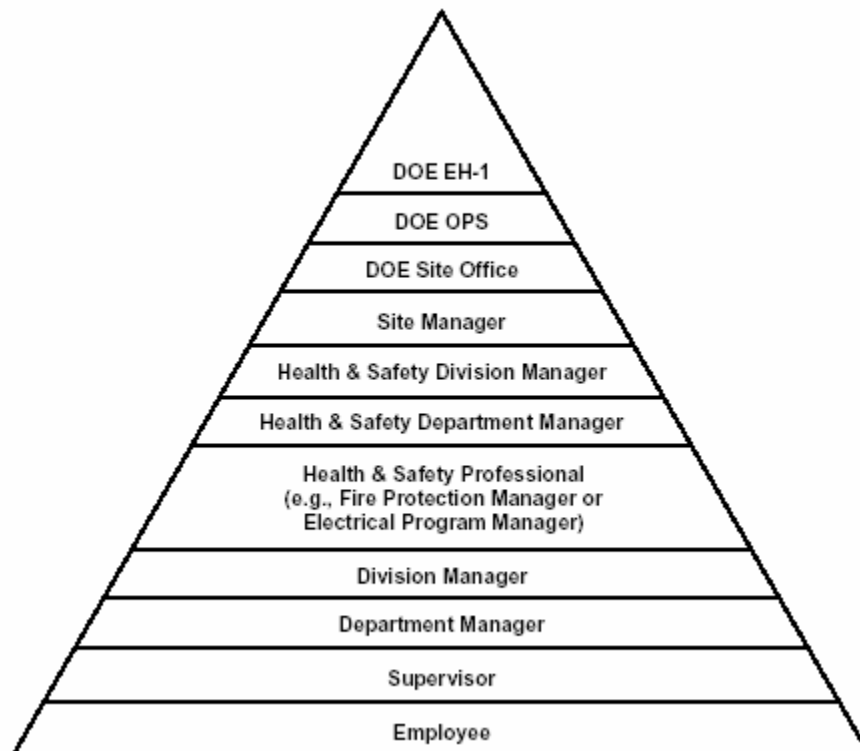 DOE EH-1
DOE OPS
DOE Site Office
Site Manager
Health & Safety Division Manager
Health & Safety Department Manager
Health & Safety Professional
(e.g., Fire Protection Manager or
Electrical Program Manager)
Division Manager
Department Manager
Supervisor
Employee